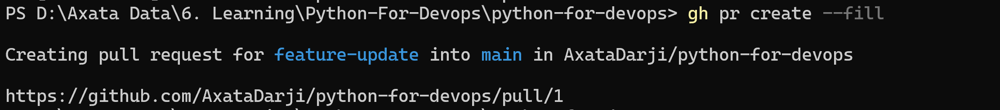 PS D:\Axata Data\6. Learning\Python-For-Devops\python-for-devops> gh pr create --fill
Creating pull request for feature-update into main in AxataDarji/python-for-devops
https://github.com/AxataDarji/python-for-devops/pull/1